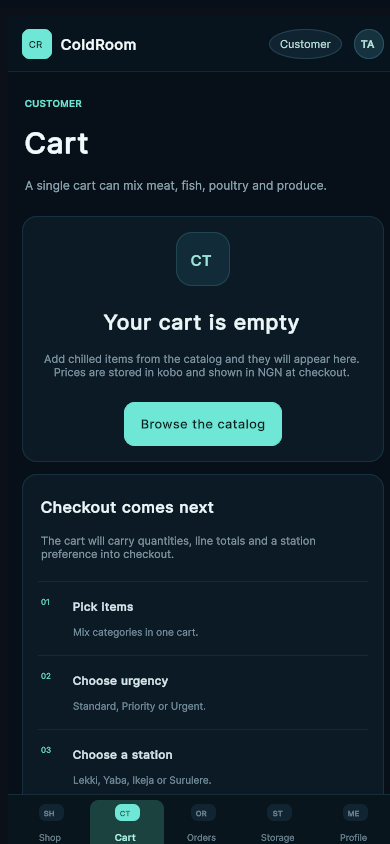 CR ColdRoom Customer TA
CUSTOMER
Cart
A single cart can mix meat, fish, poultry and produce.
CT
Your cart is empty
Add chilled items from the catalog and they will appear here.
Prices are stored in kobo and shown in NGN at checkout.
Browse the catalog
Checkout comes next
The cart will carry quantities, line totals and a station
preference into checkout.
01 Pick items
Mix categories in one cart.
02 Choose urgency
Standard, Priority or Urgent.
03 Choose a station
Lekki, Yaba, Ikeja or Surulere.
SH CT OR ST ME
Shop Cart Orders Storage Profile